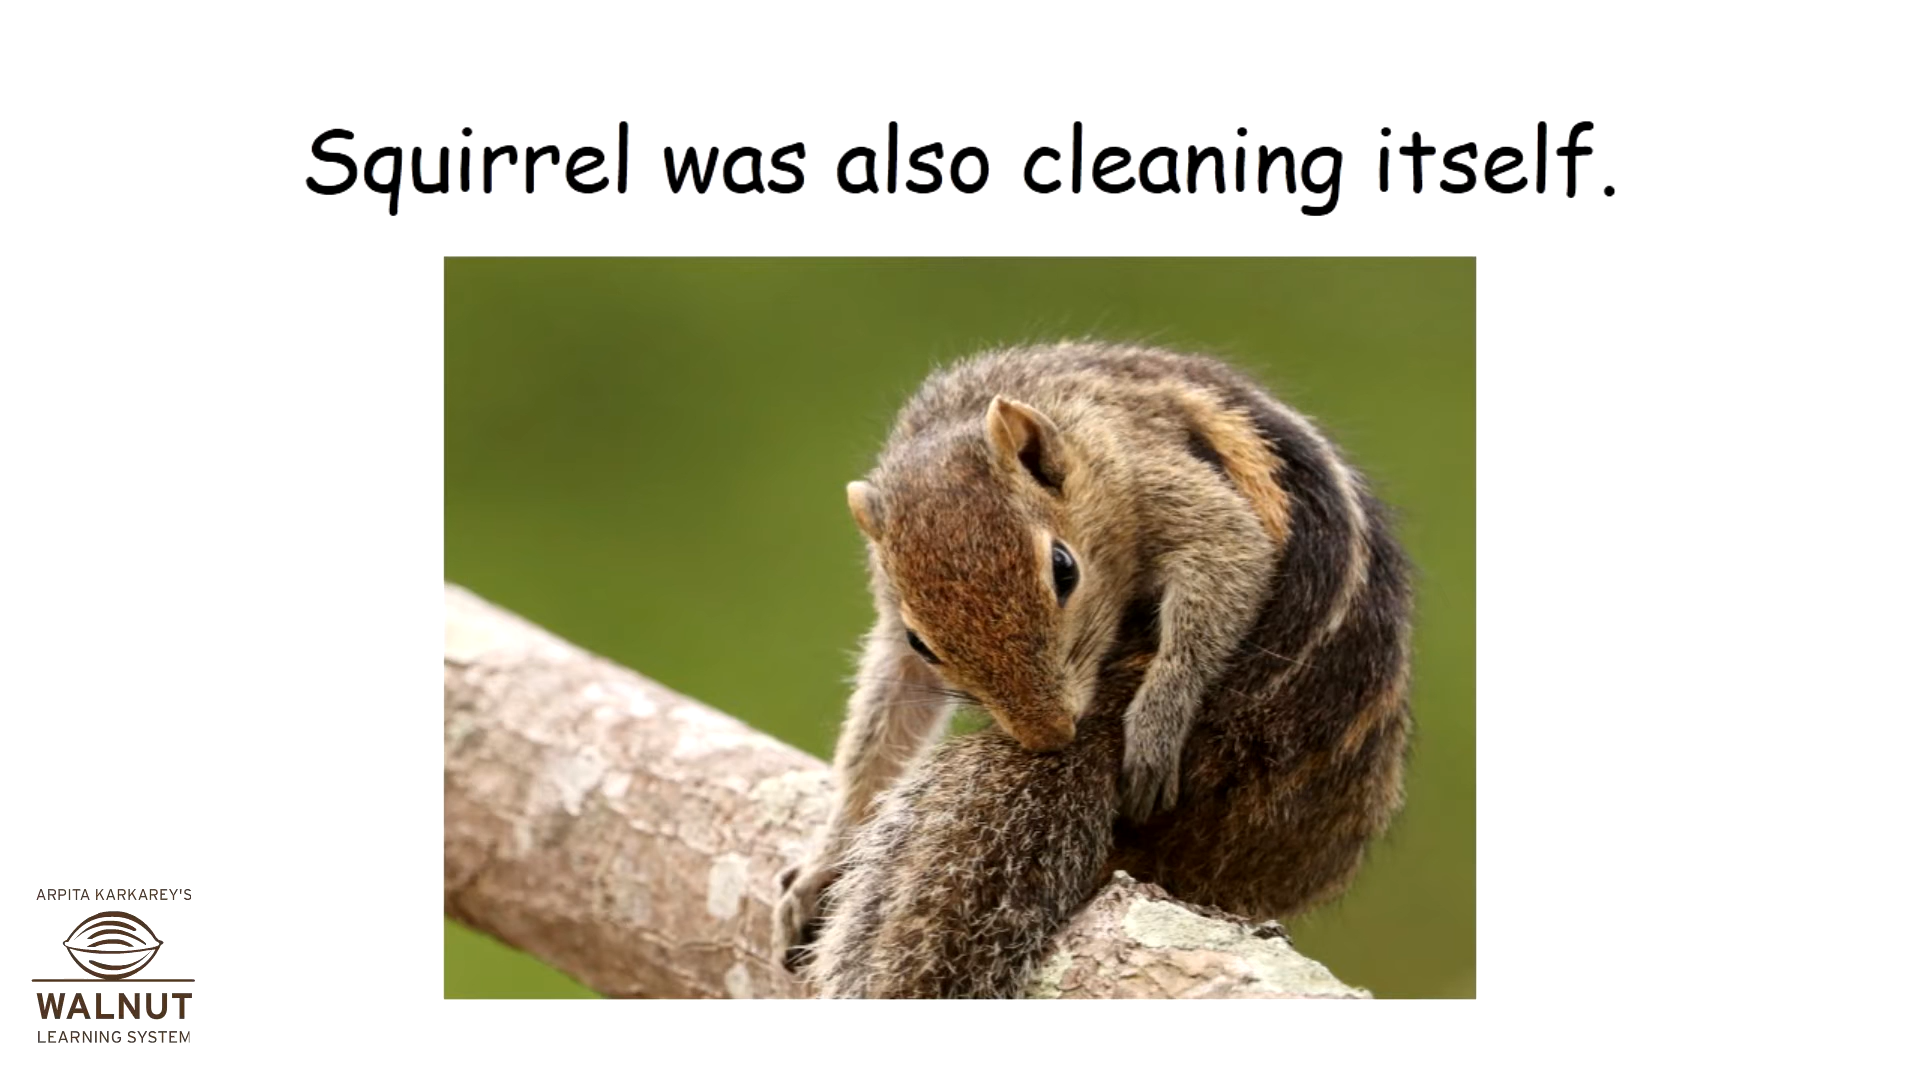 Squirrel was also cleaning itself.
ARPITA KARKAREY'S
WALNUT
LEARNING SYSTEM